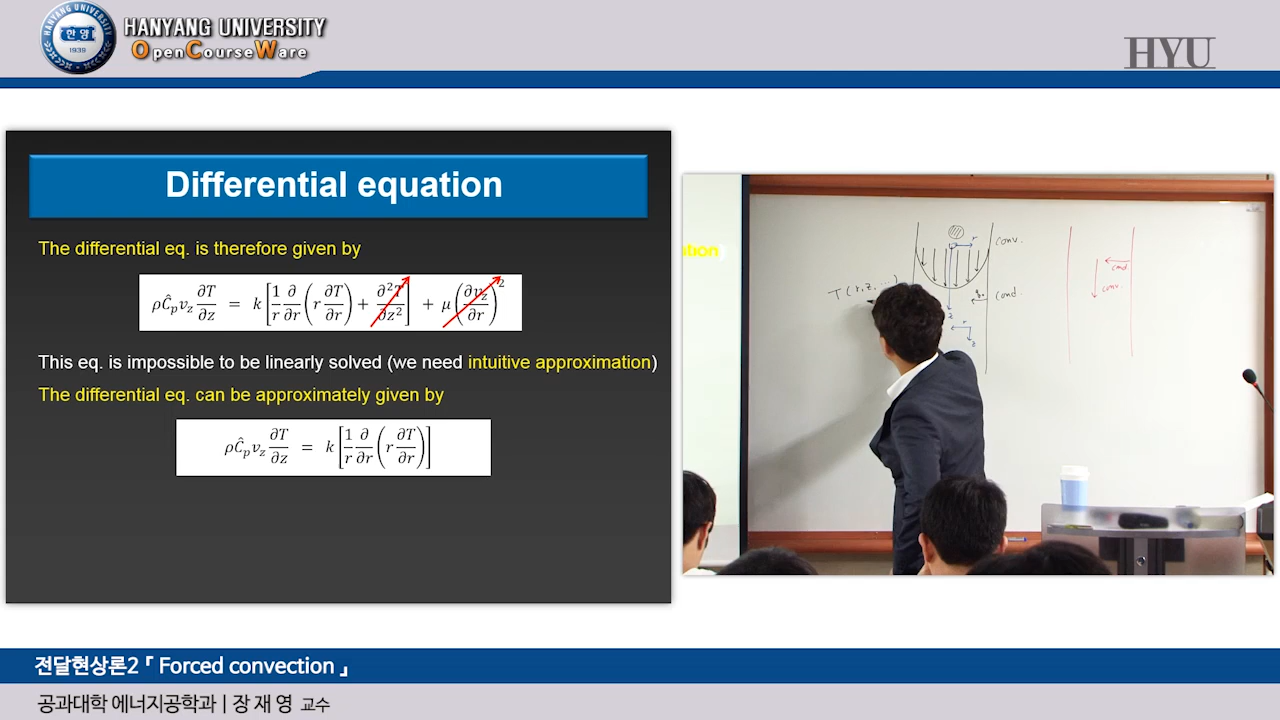 HANYANG UNIVERSITY
OpenCourseWare
HANYANG UNIVERSITY
한양
1939
HYU
Differential equation
The differential eq. is therefore given by
ρĈ_p v_z ∂T/∂z = k[1/r ∂/∂r(r ∂T/∂r) + ∂²T/∂z²] + μ(∂v_z/∂r)²
This eq. is impossible to be linearly solved (we need intuitive approximation)
The differential eq. can be approximately given by
ρĈ_p v_z ∂T/∂z = k[1/r ∂/∂r(r ∂T/∂r)]
ation
r
conv.
T(r, z, ...)
cond.
z
r
z
cond
conv.
전달현상론2「 Forced convection 」
공과대학 에너지공학과 | 장 재 영 교수